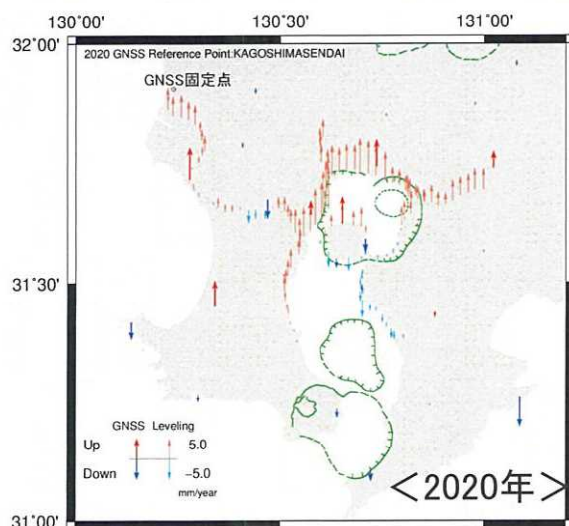 130°00'
130°30'
131°00'
32°00'
2020 GNSS Reference Point:KAGOSHIMASENDAI
GNSS固定点
31°30'
GNSS Leveling
Up 5.0
Down -5.0
mm/year
<2020年>
31°00'